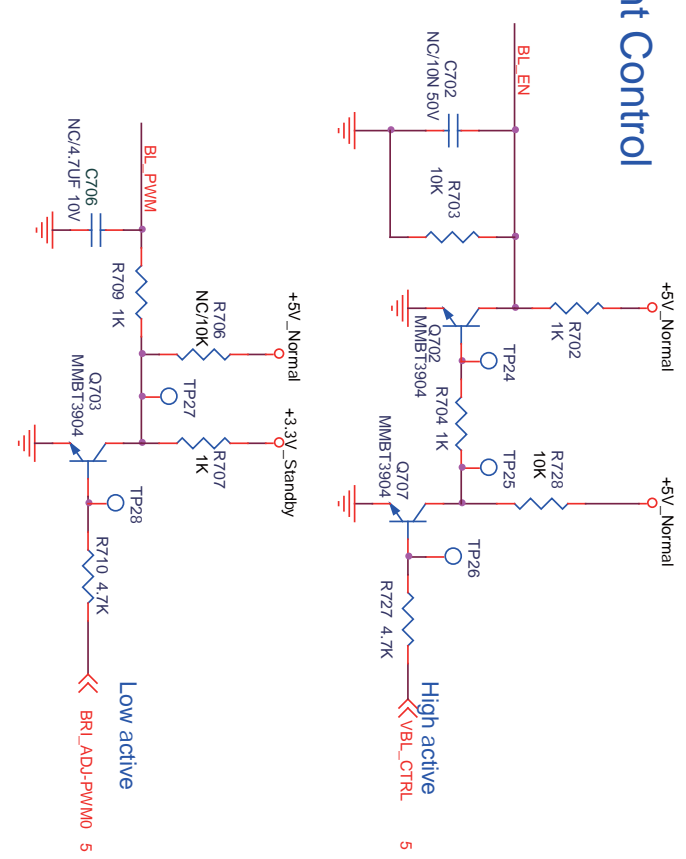 nt Control
BL_EN
C702
NC/10N 50V
R703
10K
+5V_Normal
R702
1K
Q702
MMBT3904
TP24
R704 1K
TP25
+5V_Normal
R728
10K
Q707
MMBT3904
TP26
R727 4.7K
High active
VBL_CTRL 5
BL_PWM
C706
NC/4.7UF 10V
R709 1K
+5V_Normal
R706
NC/10K
TP27
+3.3V_Standby
R707
1K
Q703
MMBT3904
TP28
R710 4.7K
Low active
BRI_ADJ-PWM0 5